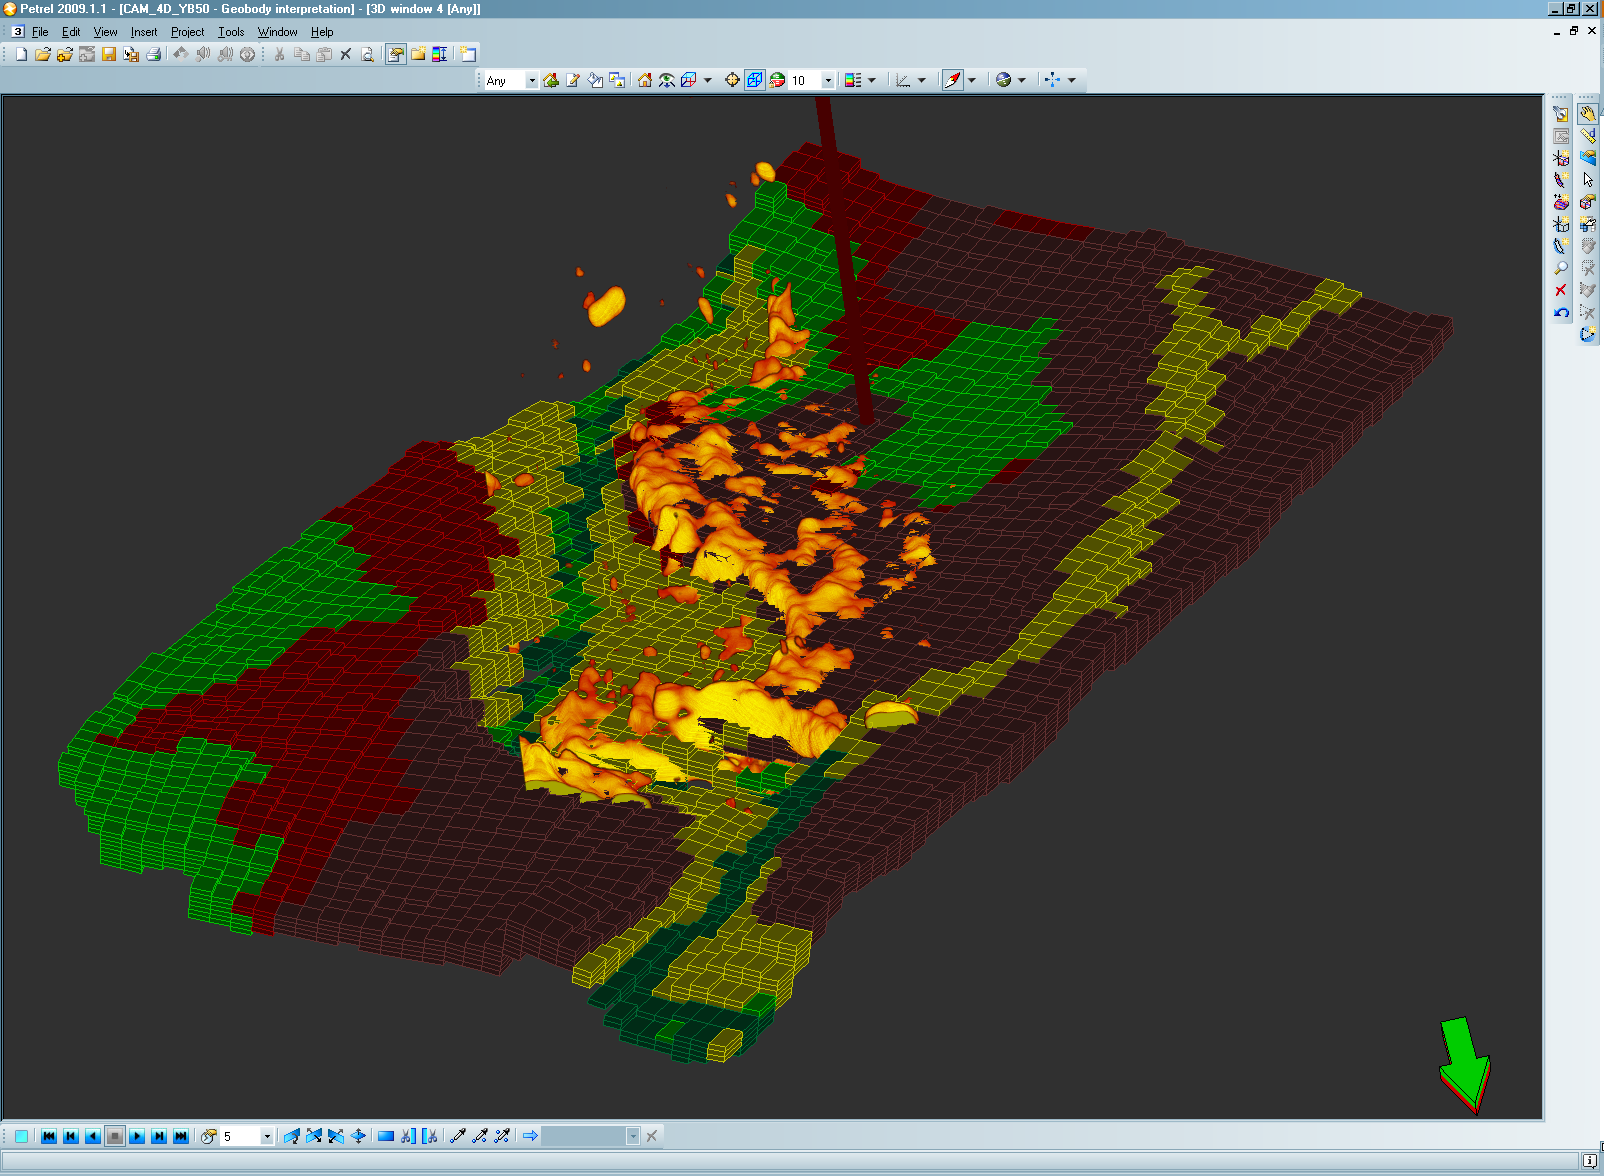 Petrel 2009.1.1 - [CAM_4D_YB50 - Geobody interpretation] - [3D window 4 [Any]]
3 File Edit View Insert Project Tools Window Help
Any 10
5